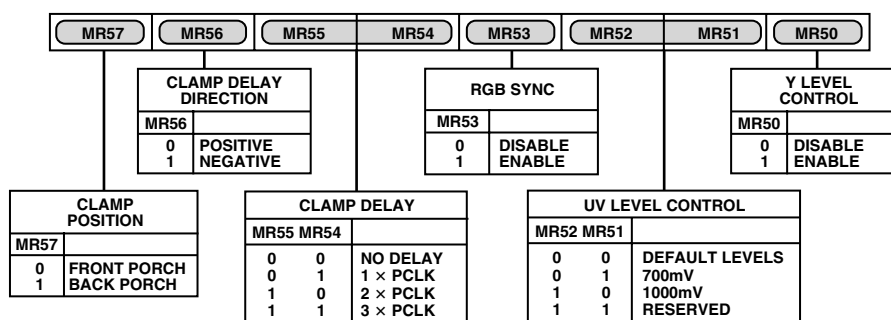 MR57 MR56 MR55 MR54 MR53 MR52 MR51 MR50
CLAMP DELAY
DIRECTION
MR56
0 POSITIVE
1 NEGATIVE
RGB SYNC
MR53
0 DISABLE
1 ENABLE
Y LEVEL
CONTROL
MR50
0 DISABLE
1 ENABLE
CLAMP
POSITION
MR57
0 FRONT PORCH
1 BACK PORCH
CLAMP DELAY
MR55 MR54
0 0 NO DELAY
0 1 1 × PCLK
1 0 2 × PCLK
1 1 3 × PCLK
UV LEVEL CONTROL
MR52 MR51
0 0 DEFAULT LEVELS
0 1 700mV
1 0 1000mV
1 1 RESERVED